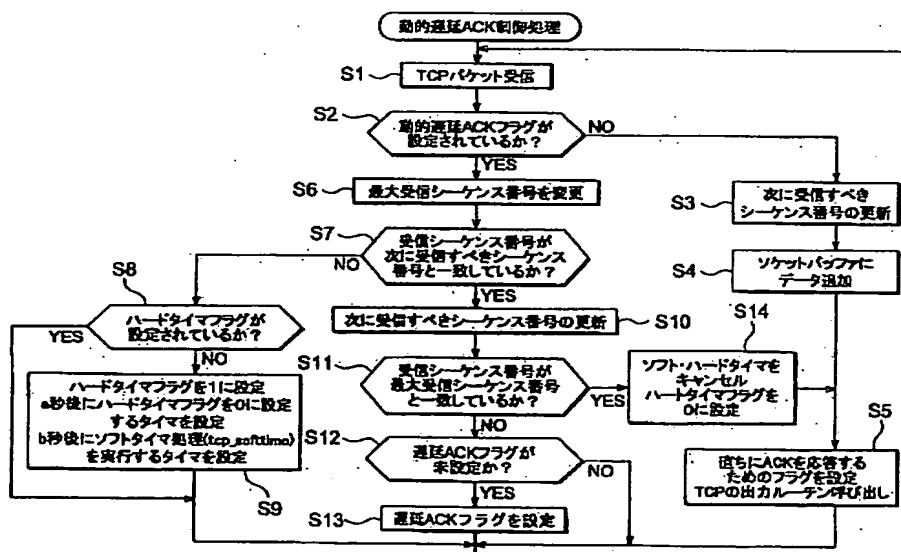 動的遅延ACK制御処理
S1
TCPパケット受信
S2
動的遅延ACKフラグが
設定されているか？
NO
YES
S6
最大受信シーケンス番号を変更
S3
次に受信すべき
シーケンス番号の更新
S7
受信シーケンス番号が
次に受信すべきシーケンス
番号と一致しているか？
NO
YES
S4
ソケットバッファに
データ追加
S8
ハードタイマフラグが
設定されているか？
YES
NO
次に受信すべきシーケンス番号の更新
S10
S14
ソフト・ハードタイマを
キャンセル
ハートタイマフラグを
0に設定
S11
受信シーケンス番号が
最大受信シーケンス番号
と一致しているか？
YES
NO
ハードタイマフラグを1に設定
a秒後にハードタイマフラグを0に設定
するタイマを設定
b秒後にソフトタイマ処理(tcp_softtimo)
を実行するタイマを設定
S9
S12
遅延ACKフラグが
未設定か？
NO
YES
S5
直ちにACKを応答する
ためのフラグを設定
TCPの出力ルーチン呼び出し
S13
遅延ACKフラグを設定